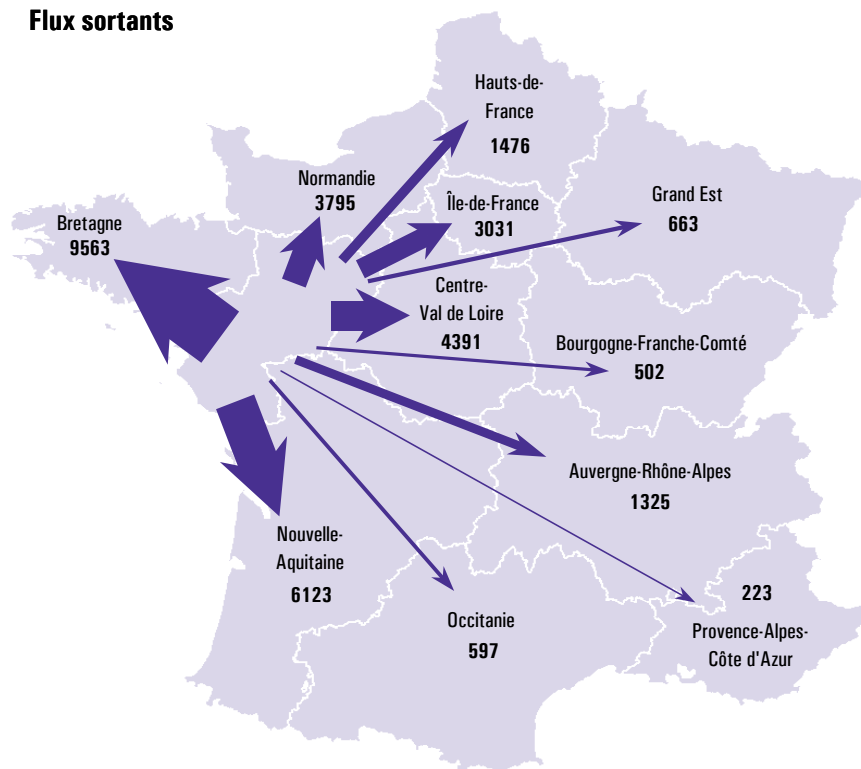 Flux sortants
Hauts-de-
France
1476
Normandie
3795
Île-de-France
3031
Grand Est
663
Bretagne
9563
Centre-
Val de Loire
4391
Bourgogne-Franche-Comté
502
Auvergne-Rhône-Alpes
1325
Nouvelle-
Aquitaine
6123
Occitanie
597
223
Provence-Alpes-
Côte d'Azur